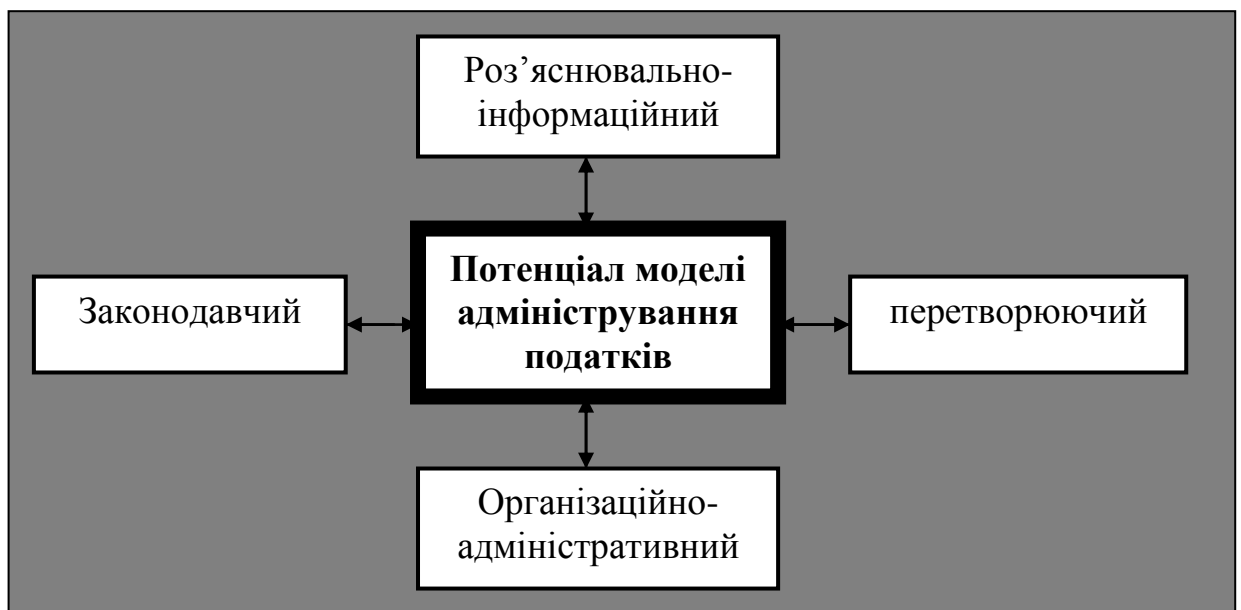 Роз’яснювально-
інформаційний
Законодавчий
Потенціал моделі
адміністрування
податків
перетворюючий
Організаційно-
адміністративний